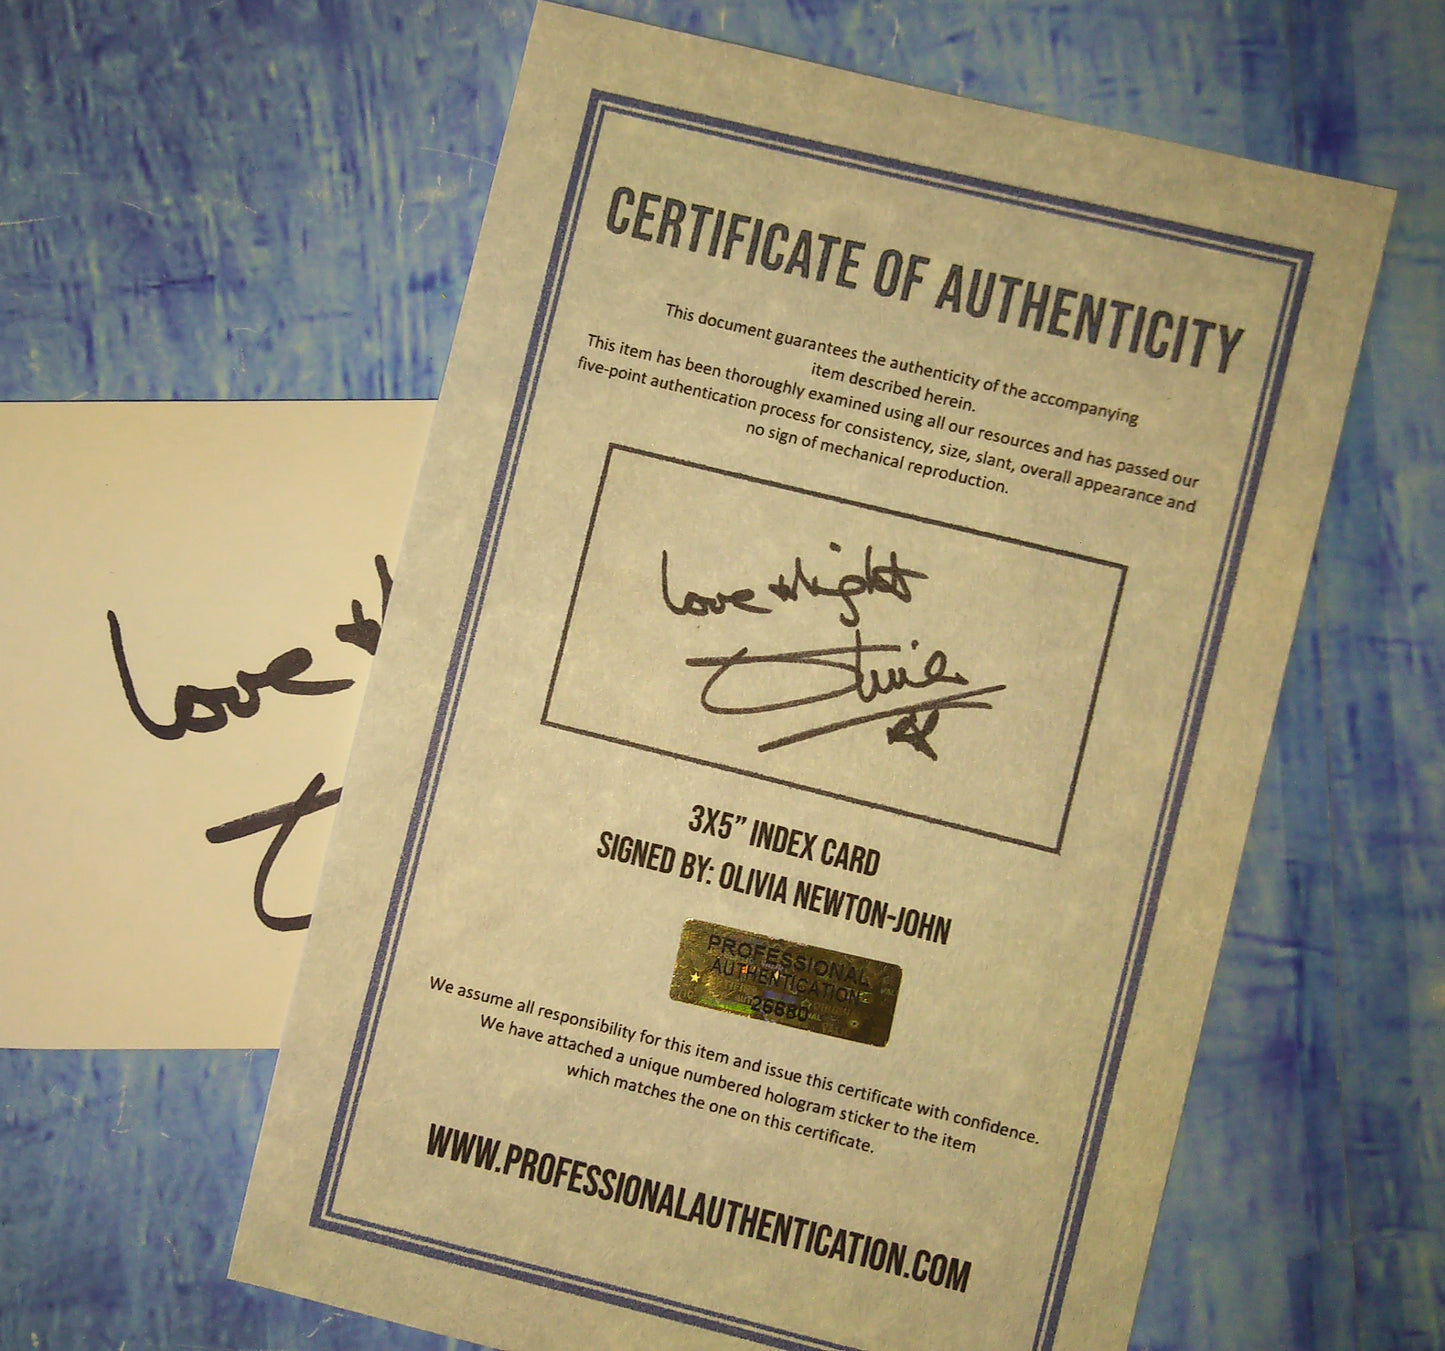 CERTIFICATE OF AUTHENTICITY
This document guarantees the authenticity of the accompanying
item described herein.
This item has been thoroughly examined using all our resources and has passed our
five-point authentication process for consistency, size, slant, overall appearance and
no sign of mechanical reproduction.
Love & Light
Olivia
3X5” INDEX CARD
SIGNED BY: OLIVIA NEWTON-JOHN
PROFESSIONAL
AUTHENTICATION
26680
We assume all responsibility for this item and issue this certificate with confidence.
We have attached a unique numbered hologram sticker to the item
which matches the one on this certificate.
WWW.PROFESSIONALAUTHENTICATION.COM
Love &